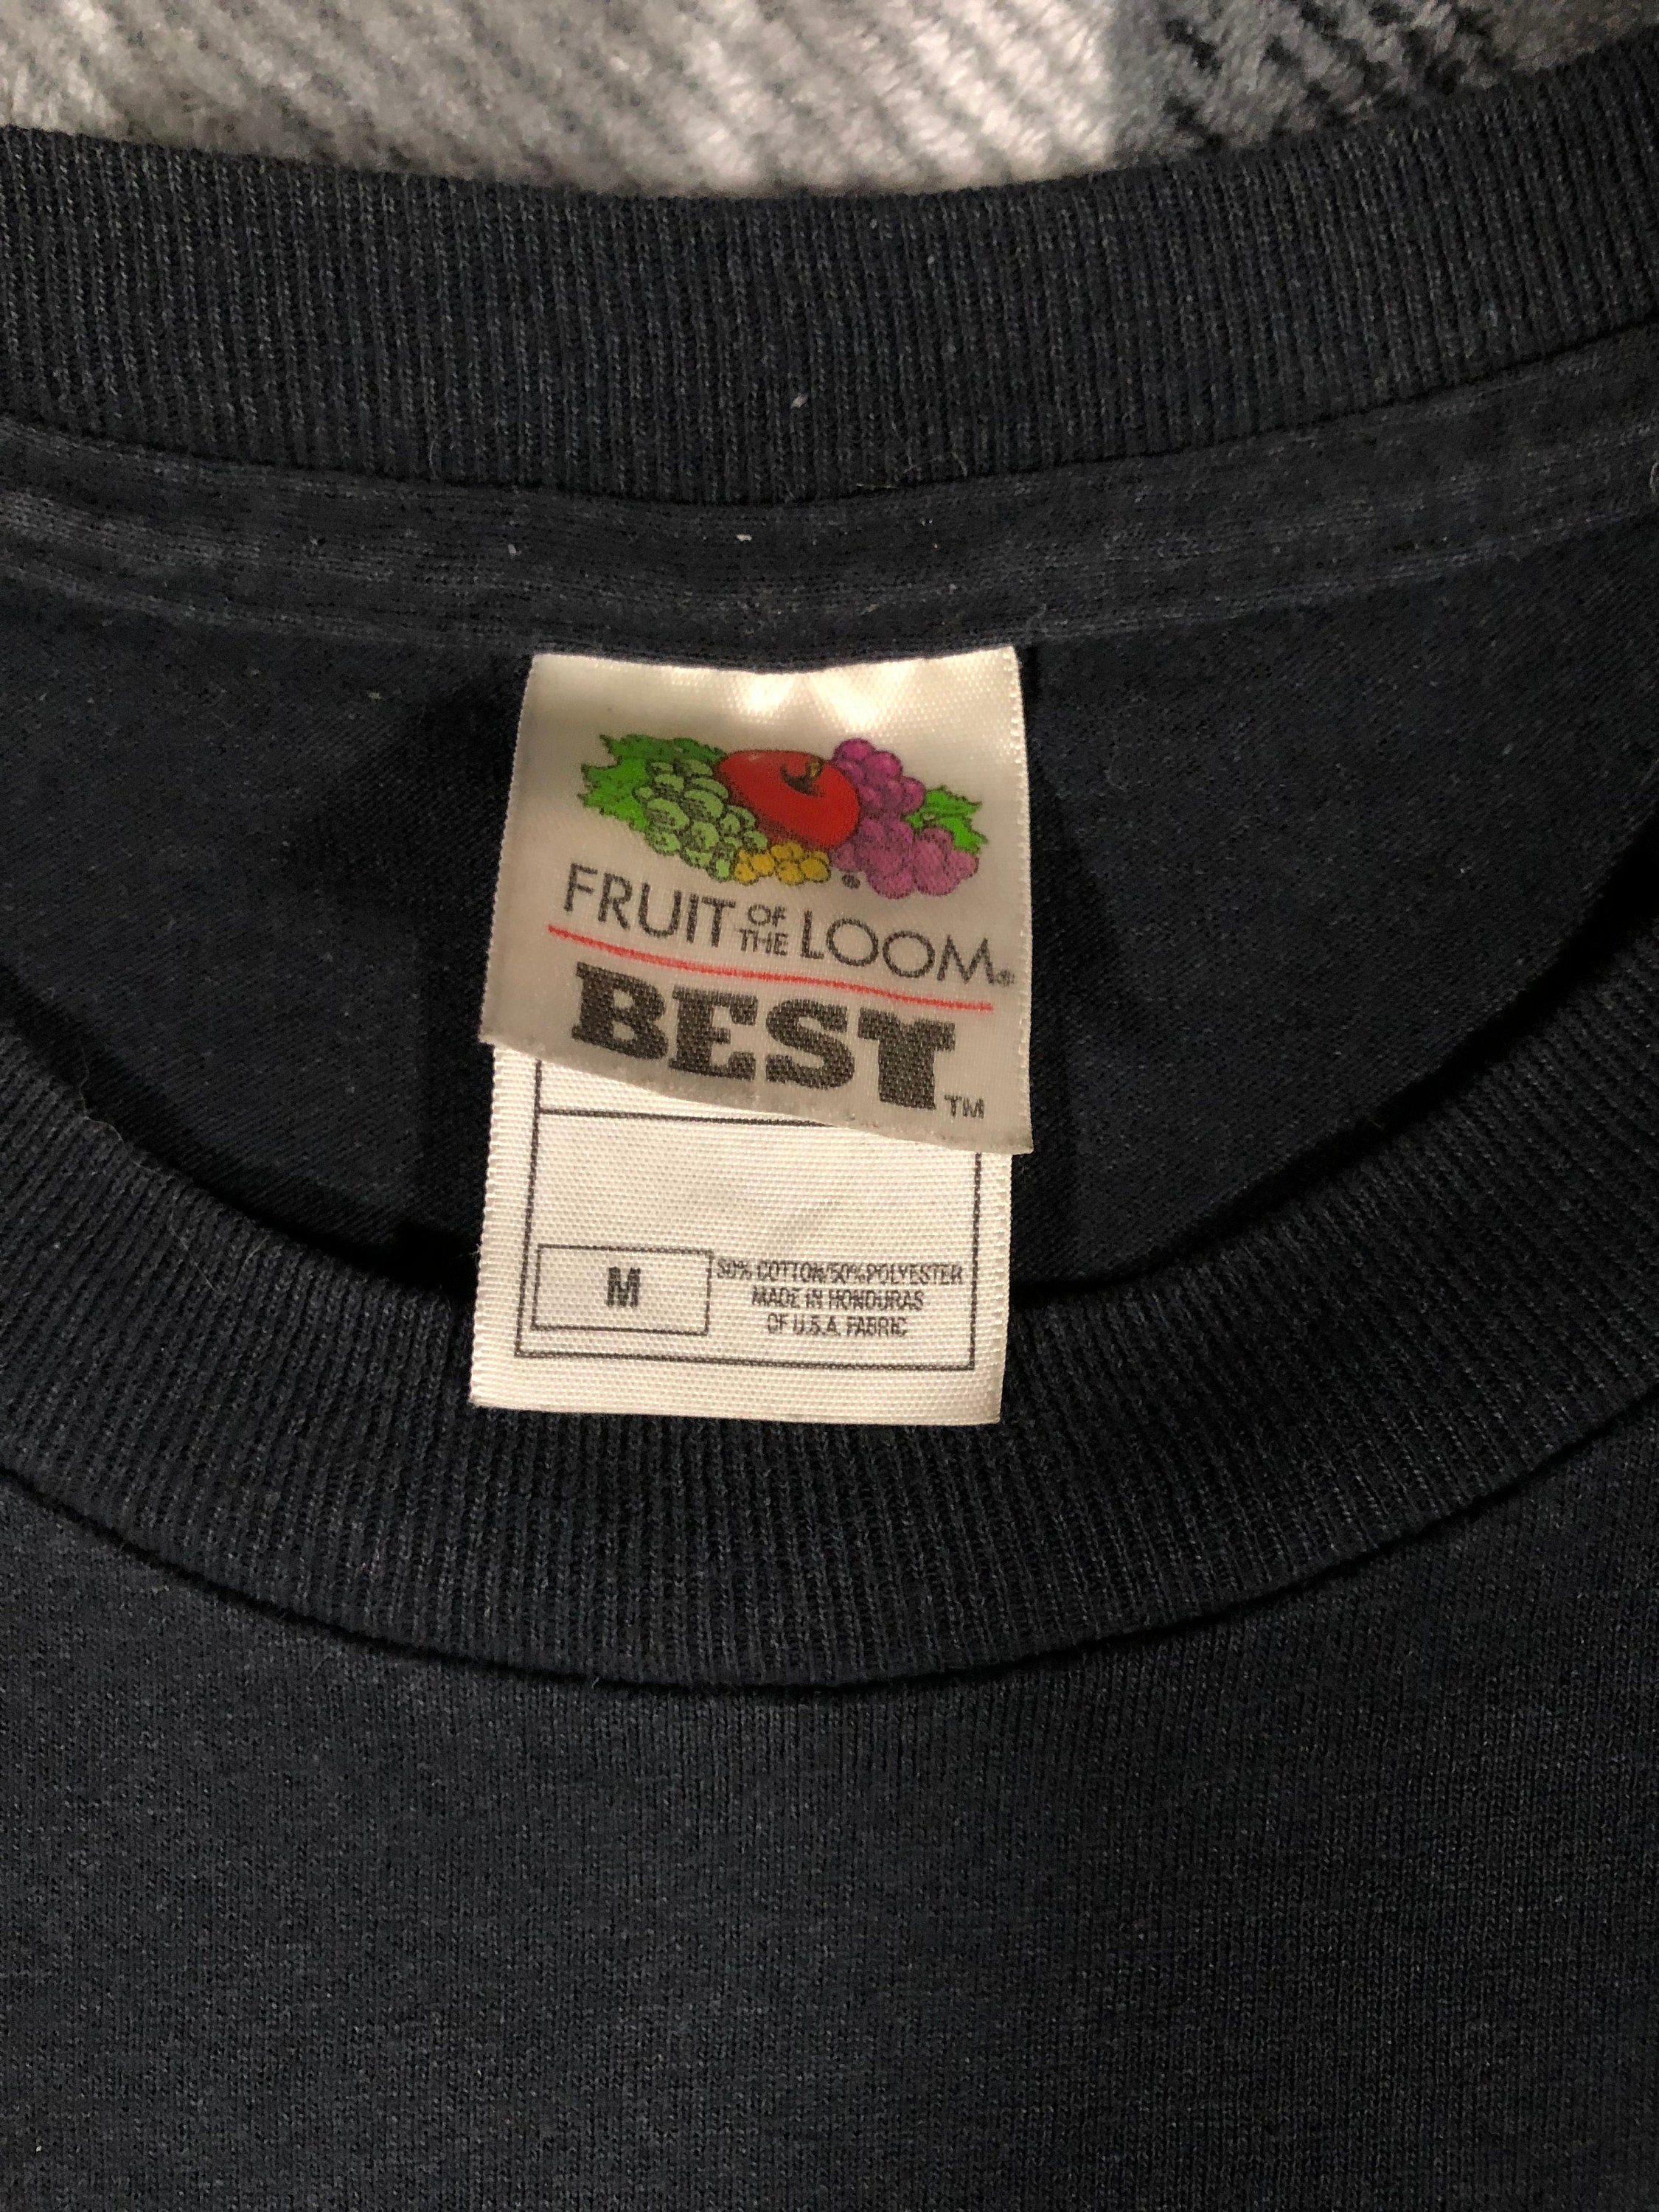 FRUIT OF THE LOOM®
BEST™
M
50% COTTON/50% POLYESTER
MADE IN HONDURAS
OF U.S.A. FABRIC